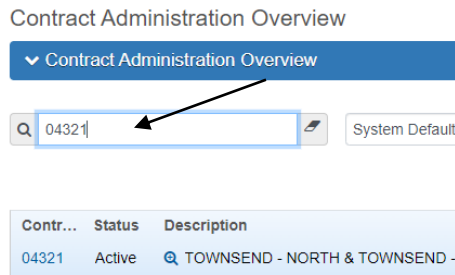 Contract Administration Overview
Contract Administration Overview
04321
System Default
Contr... Status Description
04321 Active TOWNSEND - NORTH & TOWNSEND -